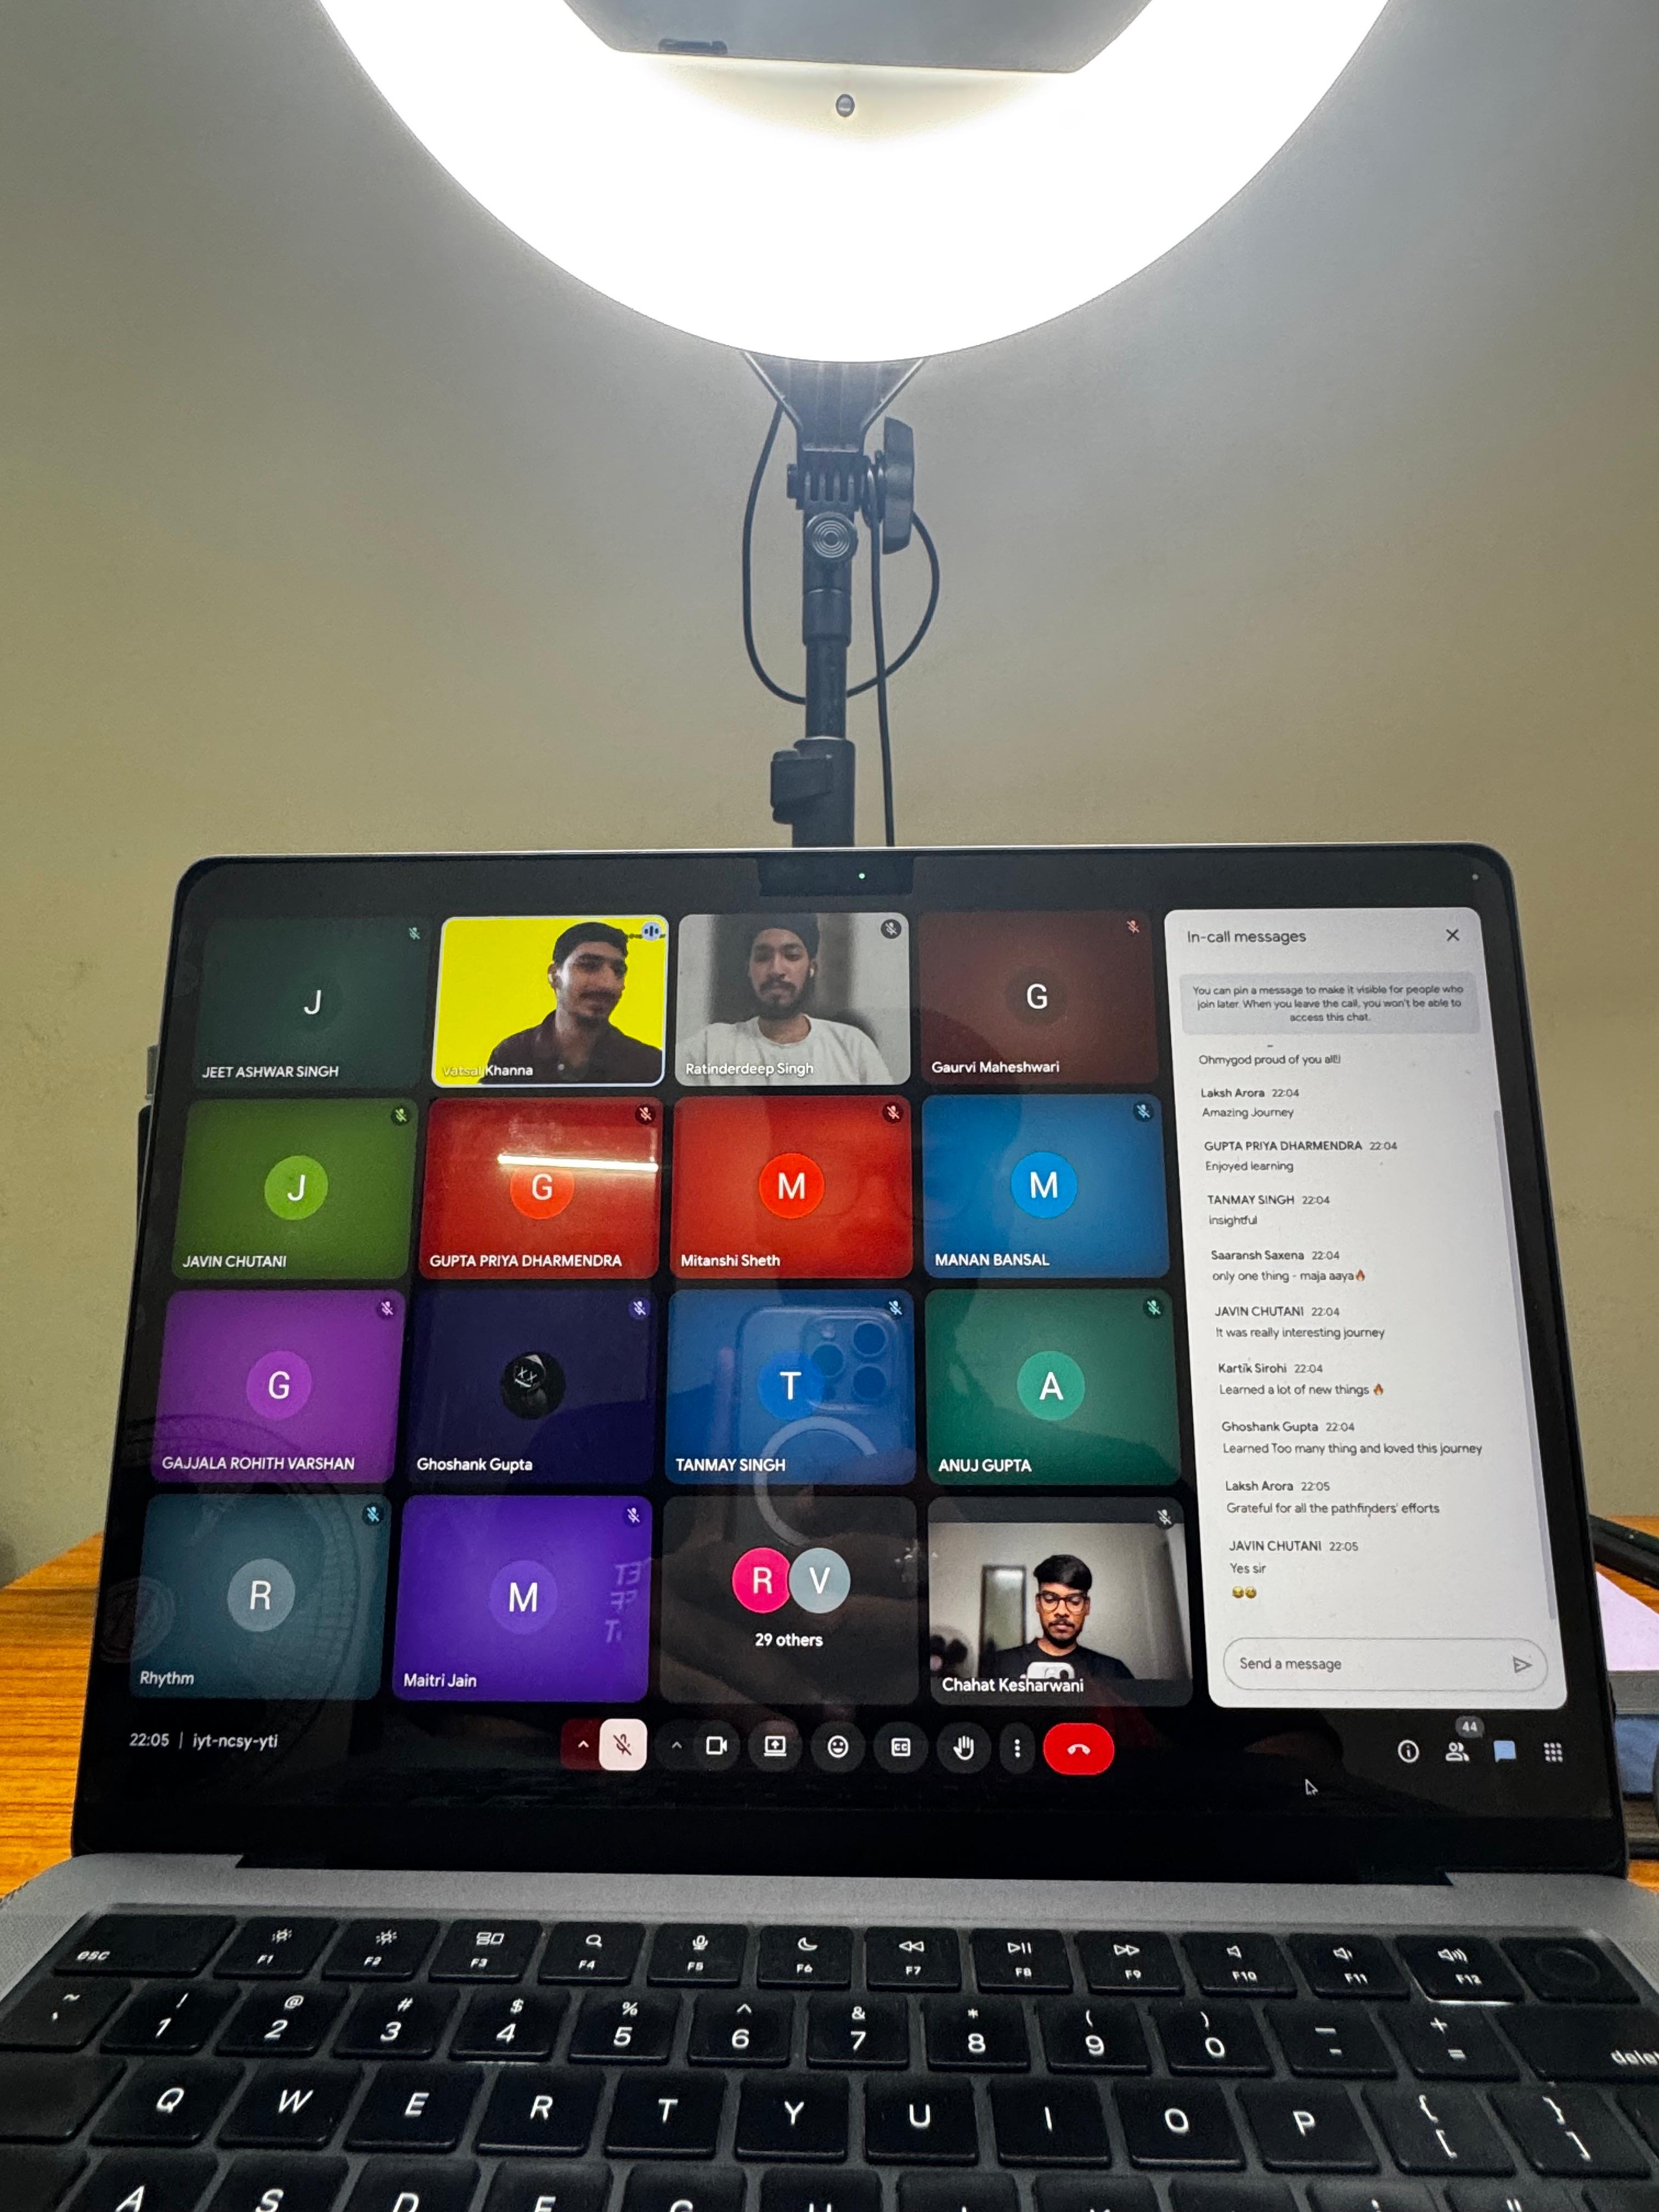 J
JEET ASHWAR SINGH
Vatsal Khanna
Ratinderdeep Singh
G
Gaurvi Maheshwari
J
JAVIN CHUTANI
G
GUPTA PRIYA DHARMENDRA
M
Mitanshi Sheth
M
MANAN BANSAL
G
GAJJALA ROHITH VARSHAN
Ghoshank Gupta
T
TANMAY SINGH
A
ANUJ GUPTA
R
Rhythm
M
Maitri Jain
R V
29 others
Chahat Kesharwani
In-call messages
You can pin a message to make it visible for people who
join later. When you leave the call, you won't be able to
access this chat.
Ohmygod proud of you all!!
Laksh Arora 22:04
Amazing Journey
GUPTA PRIYA DHARMENDRA 22:04
Enjoyed learning
TANMAY SINGH 22:04
insightful
Saaransh Saxena 22:04
only one thing - maja aaya🔥
JAVIN CHUTANI 22:04
It was really interesting journey
Kartik Sirohi 22:04
Learned a lot of new things 🔥
Ghoshank Gupta 22:04
Learned Too many thing and loved this journey
Laksh Arora 22:05
Grateful for all the pathfinders' efforts
JAVIN CHUTANI 22:05
Yes sir
Send a message
22:05 | iyt-ncsy-yti
CC
44
esc F1 F2 F3 F4 F5 F6 F7 F8 F9 F10 F11 F12
~ ! @ # $ % ^ & * ( ) _ +
1 2 3 4 5 6 7 8 9 0 - =
Q W E R T Y U I O P { }
[ ]
A S D